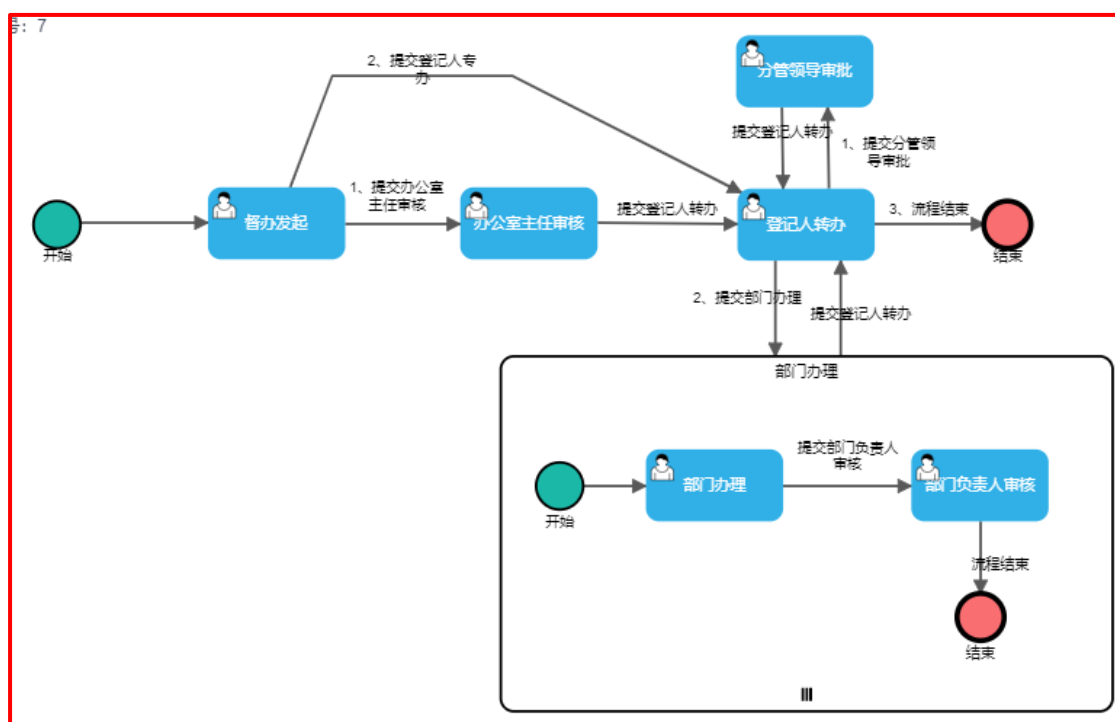 号: 7
2、提交登记人专
办
分管领导审批
提交登记人转办
1、提交分管领
导审批
1、提交办公室
主任审核
督办发起
办公室主任审核
提交登记人转办
登记人转办
3、流程结束
开始
结束
2、提交部门办理
提交登记人转办
部门办理
提交部门负责人
审核
部门办理
部门负责人审核
开始
流程结束
结束